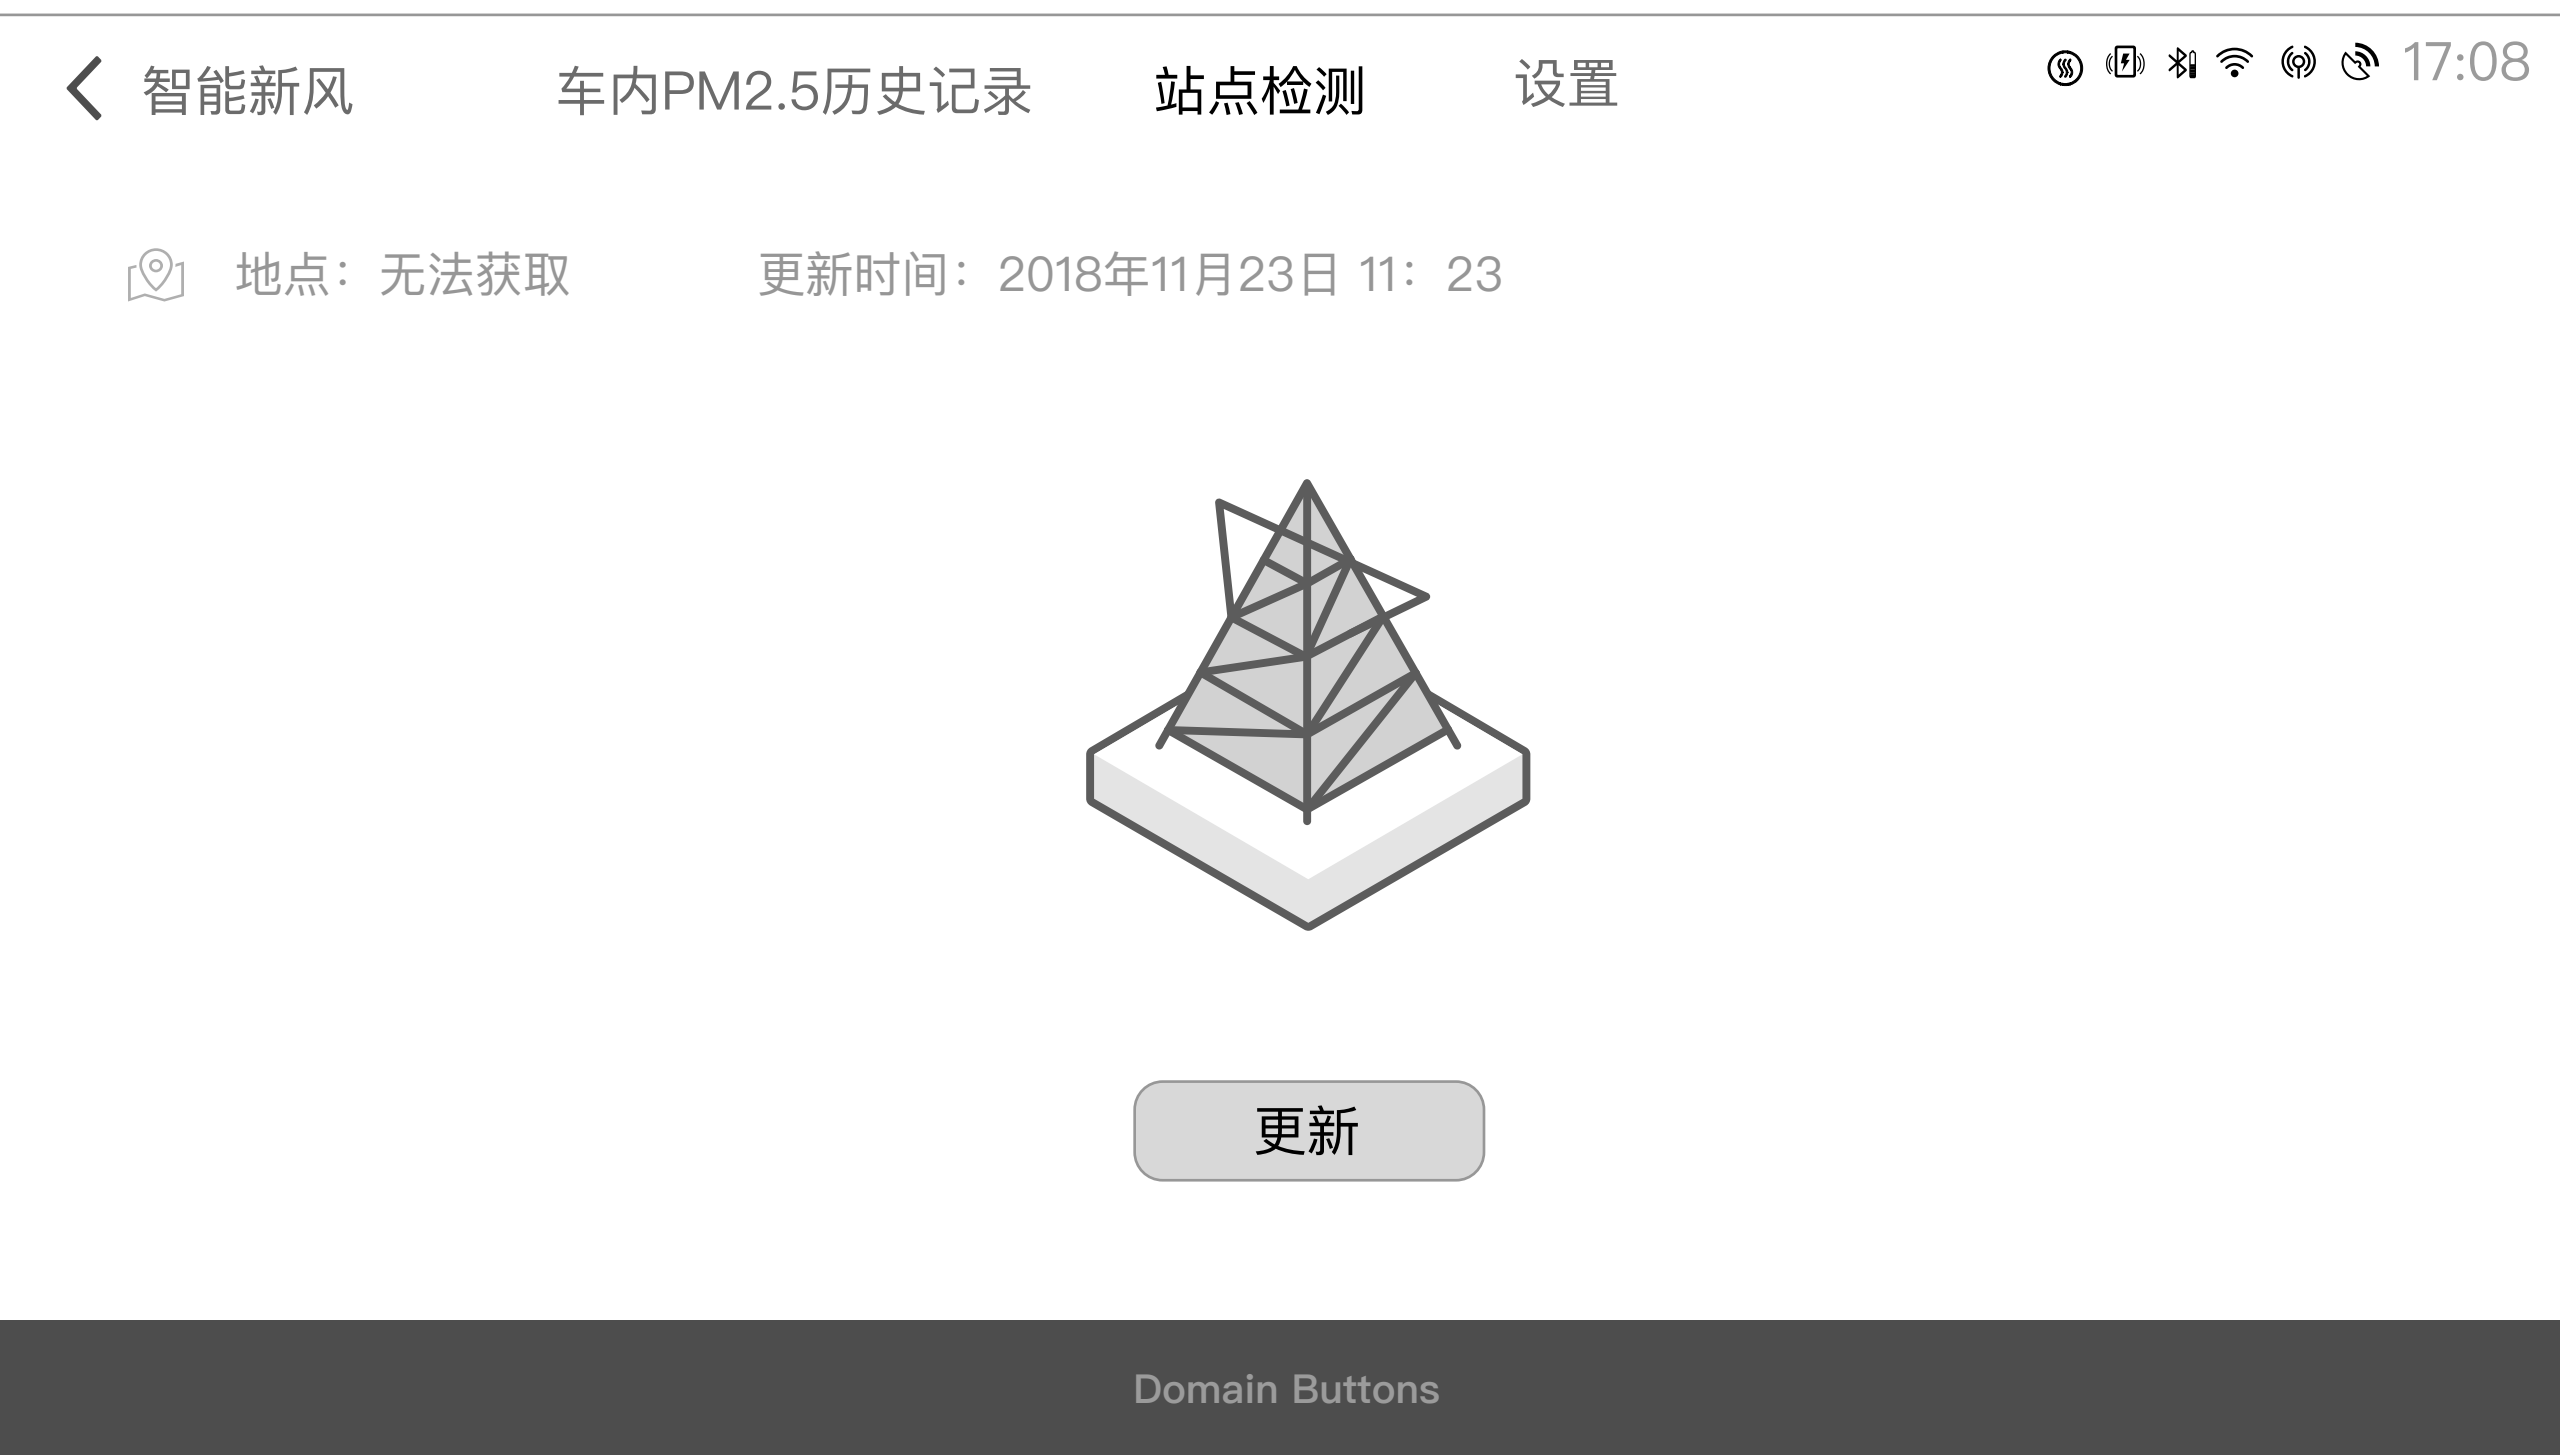 智能新风 车内PM2.5历史记录 站点检测 设置 17:08
地点：无法获取 更新时间：2018年11月23日 11：23
更新
Domain Buttons